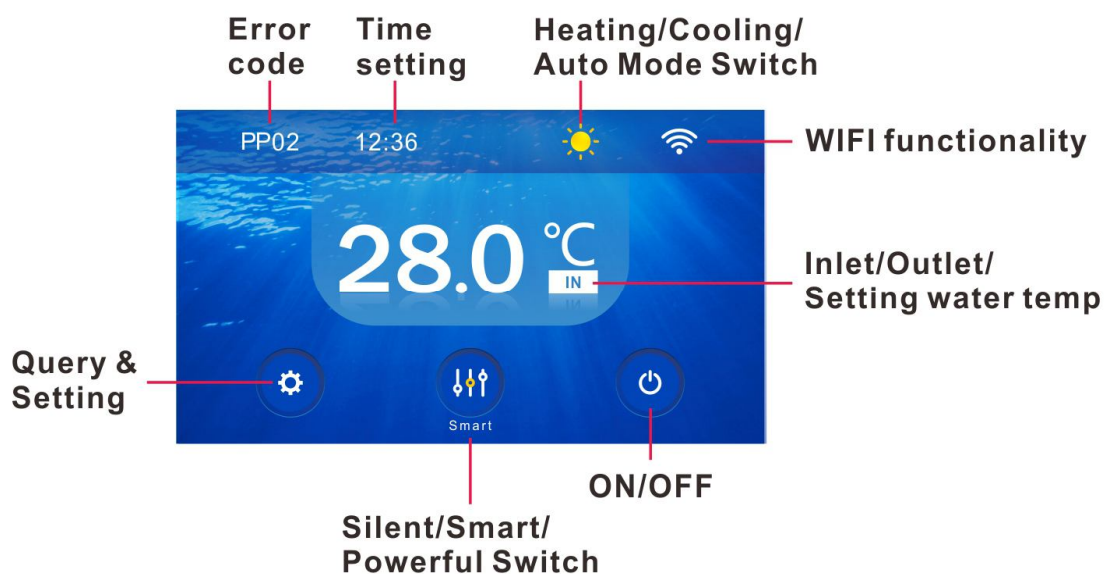 Error
code
Time
setting
Heating/Cooling/
Auto Mode Switch
PP02
12:36
WIFI functionality
28.0 °C
IN
Inlet/Outlet/
Setting water temp
Query &
Setting
Smart
ON/OFF
Silent/Smart/
Powerful Switch